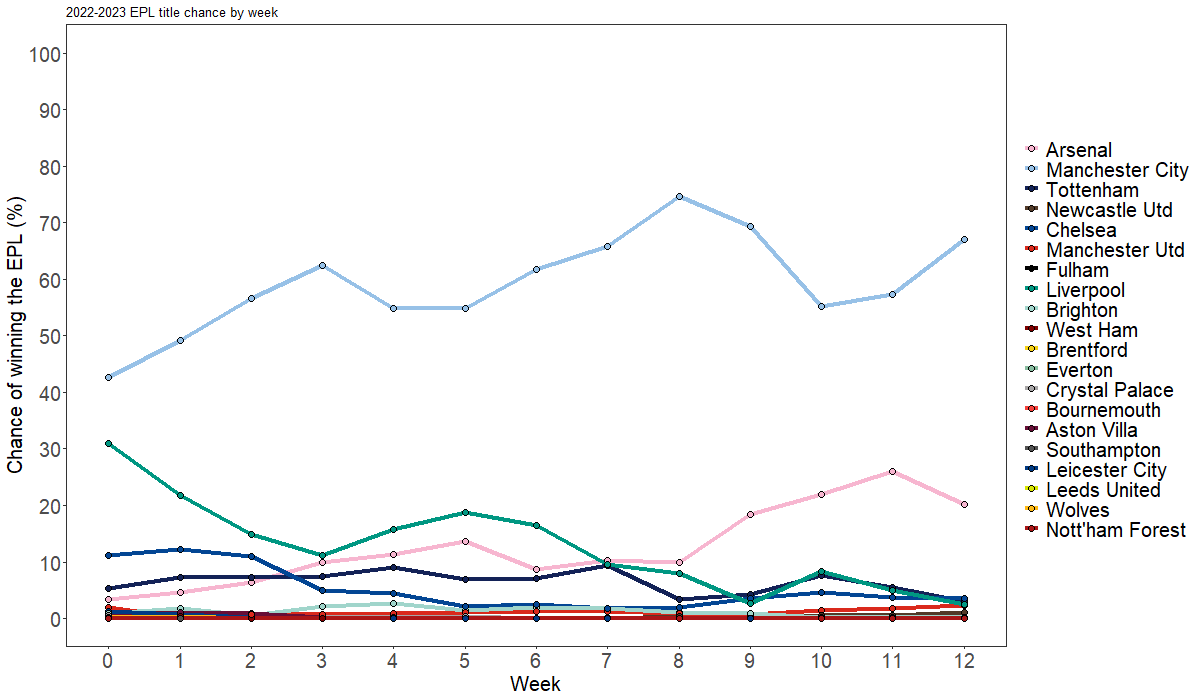 2022-2023 EPL title chance by week
Chance of winning the EPL (%)
100
90
80
70
60
50
40
30
20
10
0
0 1 2 3 4 5 6 7 8 9 10 11 12
Week
Arsenal
Manchester City
Tottenham
Newcastle Utd
Chelsea
Manchester Utd
Fulham
Liverpool
Brighton
West Ham
Brentford
Everton
Crystal Palace
Bournemouth
Aston Villa
Southampton
Leicester City
Leeds United
Wolves
Nott'ham Forest